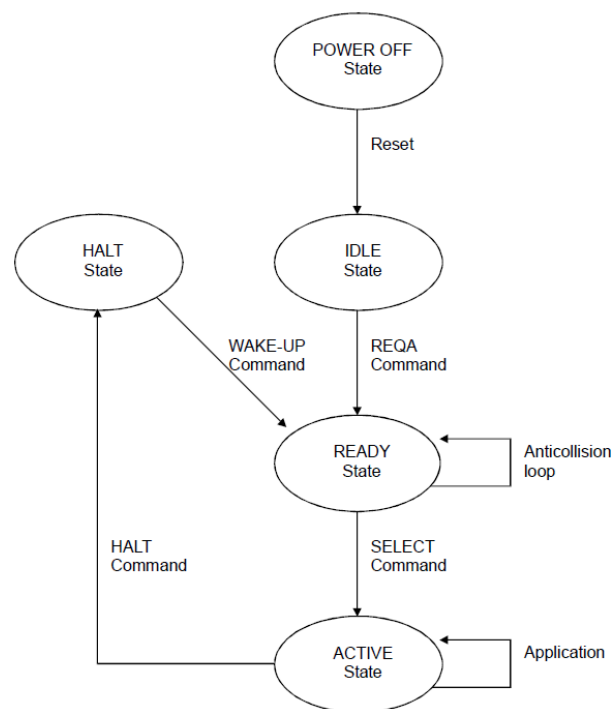 POWER OFF
State
Reset
HALT
State
IDLE
State
WAKE-UP
Command
REQA
Command
READY
State
Anticollision
loop
HALT
Command
SELECT
Command
ACTIVE
State
Application